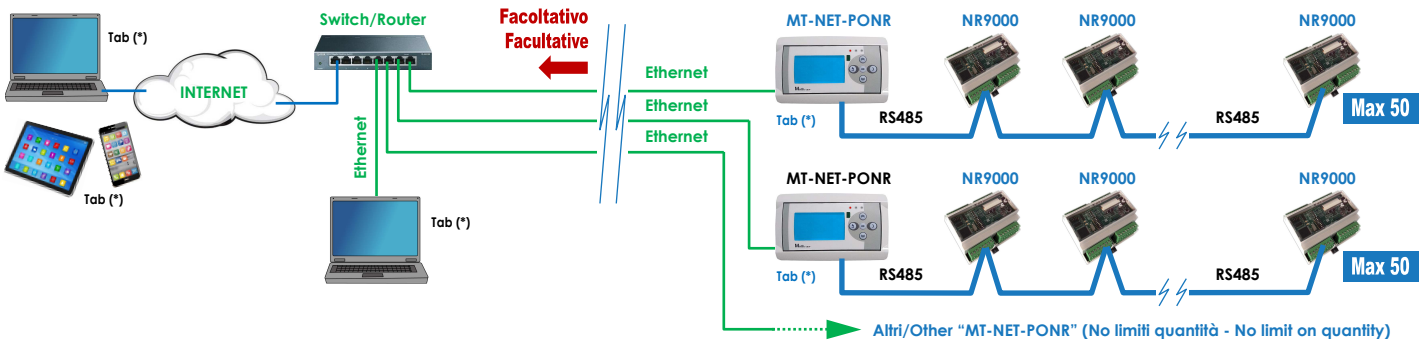 Tab (*)
INTERNET
Tab (*)
Switch/Router
Ethernet
Tab (*)
Facoltativo
Facultative
Ethernet
Ethernet
Ethernet
MT-NET-PONR
Tab (*)
RS485
NR9000
NR9000
RS485
NR9000
Max 50
MT-NET-PONR
Tab (*)
RS485
NR9000
NR9000
RS485
NR9000
Max 50
Altri/Other “MT-NET-PONR” (No limiti quantità - No limit on quantity)